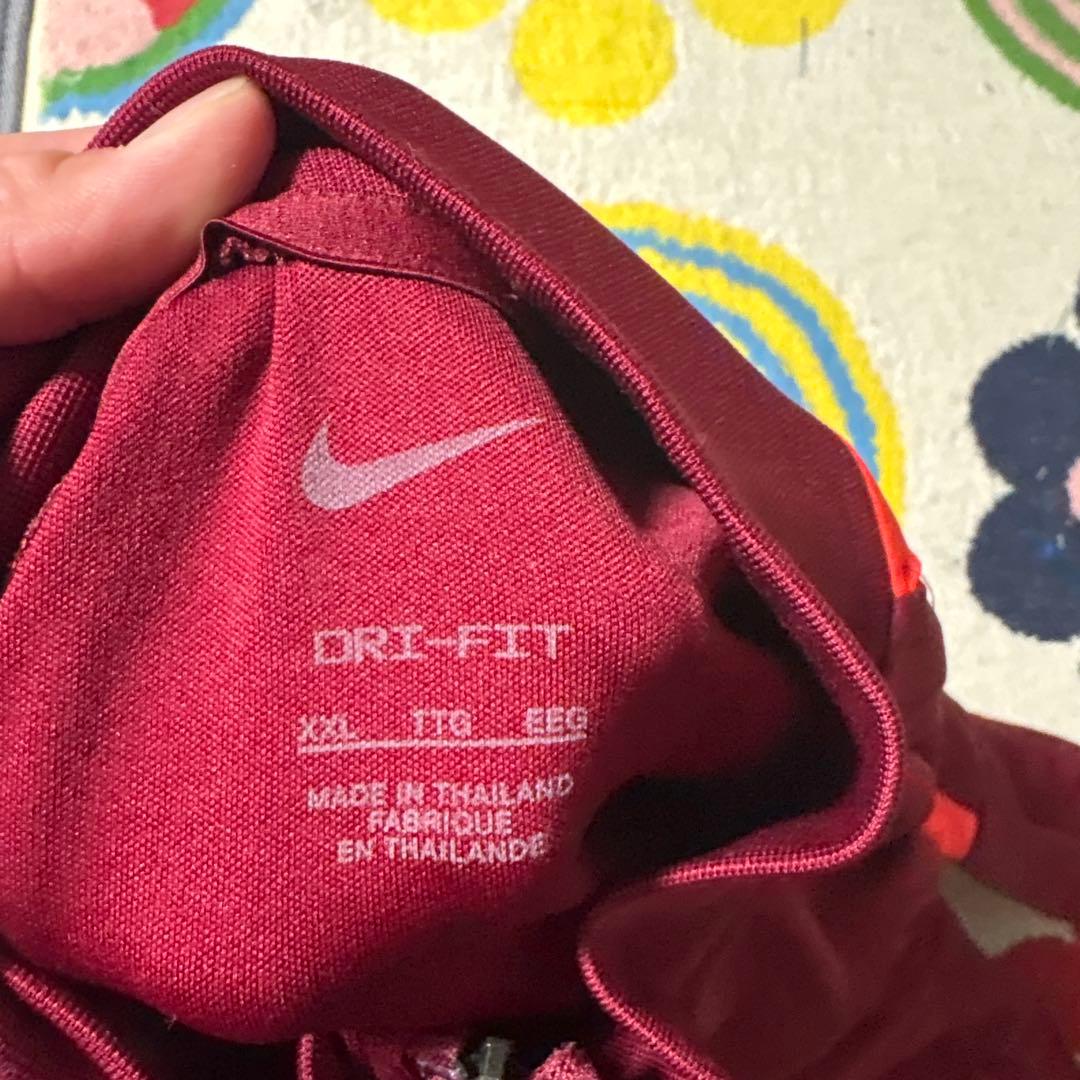 DRI-FIT
XXL TTG EEG
MADE IN THAILAND
FABRIQUE
EN THAILANDE